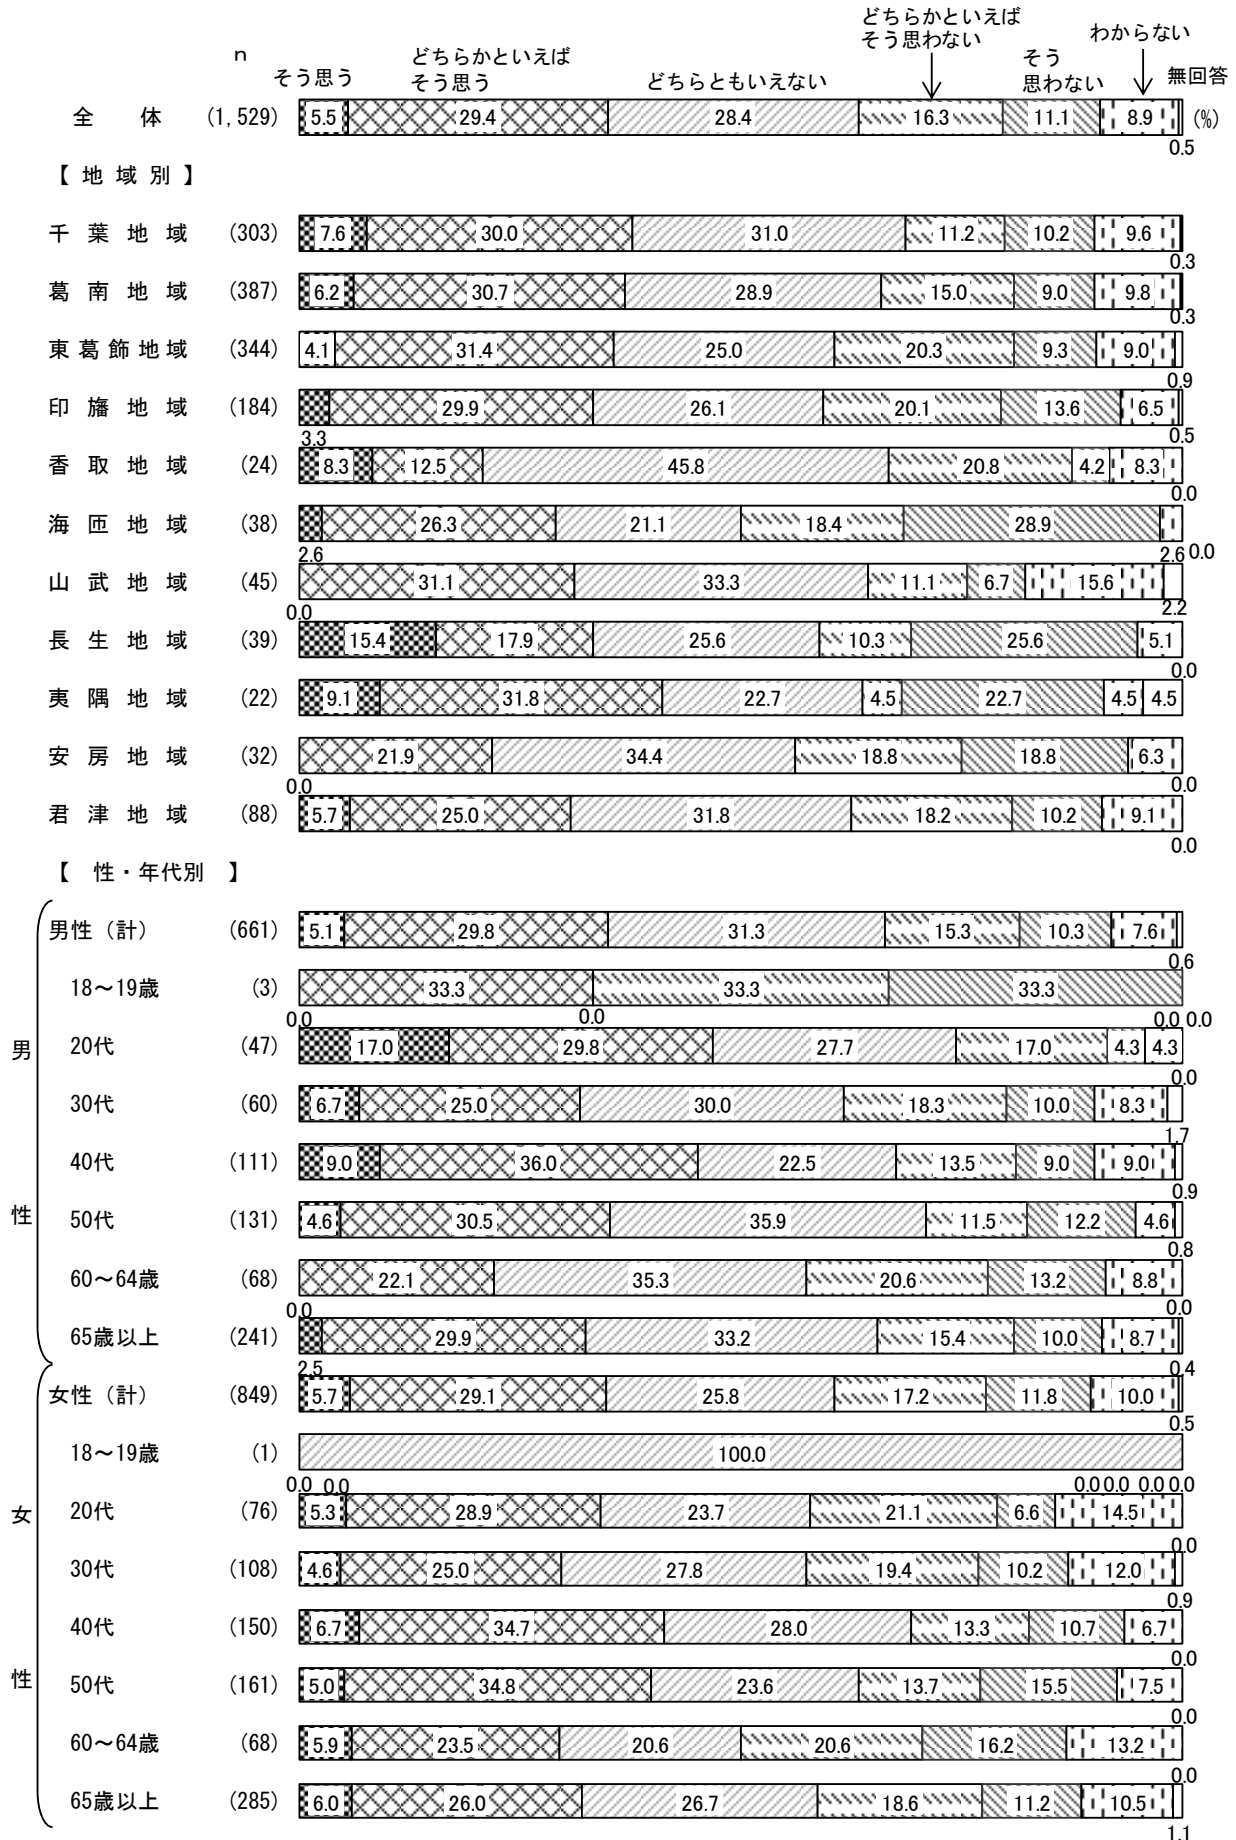 n
そう思う
どちらかといえば
そう思う
どちらともいえない
どちらかといえば
そう思わない
そう
思わない
わからない
無回答
全 体 (1,529) 5.5 29.4 28.4 16.3 11.1 8.9 (%)
0.5
【 地 域 別 】
千 葉 地 域 (303) 7.6 30.0 31.0 11.2 10.2 9.6
0.3
葛 南 地 域 (387) 6.2 30.7 28.9 15.0 9.0 9.8
0.3
東 葛 飾 地 域 (344) 4.1 31.4 25.0 20.3 9.3 9.0
0.9
印 旛 地 域 (184) 29.9 26.1 20.1 13.6 6.5
3.3 0.5
香 取 地 域 (24) 8.3 12.5 45.8 20.8 4.2 8.3
0.0
海 匝 地 域 (38) 26.3 21.1 18.4 28.9
2.6 2.6 0.0
山 武 地 域 (45) 31.1 33.3 11.1 6.7 15.6
0.0 2.2
長 生 地 域 (39) 15.4 17.9 25.6 10.3 25.6 5.1
0.0
夷 隅 地 域 (22) 9.1 31.8 22.7 4.5 22.7 4.5 4.5
安 房 地 域 (32) 21.9 34.4 18.8 18.8 6.3
0.0 0.0
君 津 地 域 (88) 5.7 25.0 31.8 18.2 10.2 9.1
0.0
【 性・年代別 】
男性（計） (661) 5.1 29.8 31.3 15.3 10.3 7.6
0.6
18～19歳 (3) 33.3 33.3 33.3
0.0 0.0 0.0 0.0
男
20代 (47) 17.0 29.8 27.7 17.0 4.3 4.3
0.0
30代 (60) 6.7 25.0 30.0 18.3 10.0 8.3
1.7
40代 (111) 9.0 36.0 22.5 13.5 9.0 9.0
0.9
性
50代 (131) 4.6 30.5 35.9 11.5 12.2 4.6
0.8
60～64歳 (68) 22.1 35.3 20.6 13.2 8.8
0.0 0.0
65歳以上 (241) 29.9 33.2 15.4 10.0 8.7
2.5 0.4
女性（計） (849) 5.7 29.1 25.8 17.2 11.8 10.0
0.5
18～19歳 (1) 100.0
0.0 0.0 0.0 0.0 0.0 0.0
女
20代 (76) 5.3 28.9 23.7 21.1 6.6 14.5
0.0
30代 (108) 4.6 25.0 27.8 19.4 10.2 12.0
0.9
40代 (150) 6.7 34.7 28.0 13.3 10.7 6.7
0.0
性
50代 (161) 5.0 34.8 23.6 13.7 15.5 7.5
0.0
60～64歳 (68) 5.9 23.5 20.6 20.6 16.2 13.2
0.0
65歳以上 (285) 6.0 26.0 26.7 18.6 11.2 10.5
1.1